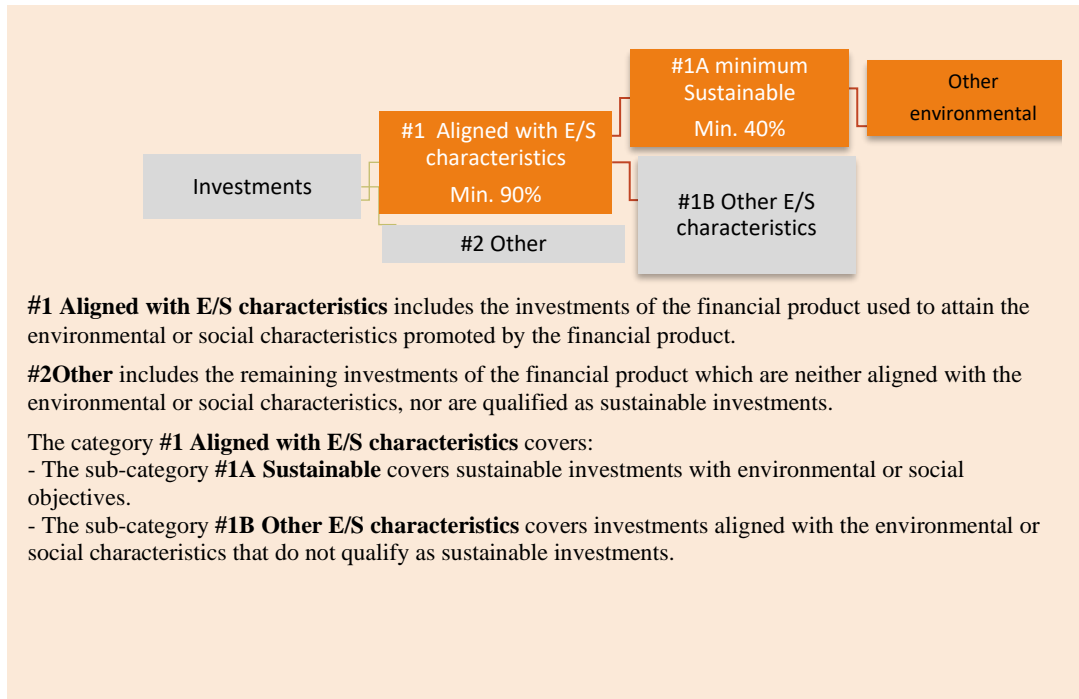 #1A minimum
Sustainable
Min. 40%
Other
environmental
#1 Aligned with E/S
characteristics
Min. 90%
Investments
#1B Other E/S
characteristics
#2 Other
#1 Aligned with E/S characteristics includes the investments of the financial product used to attain the
environmental or social characteristics promoted by the financial product.
#2Other includes the remaining investments of the financial product which are neither aligned with the
environmental or social characteristics, nor are qualified as sustainable investments.
The category #1 Aligned with E/S characteristics covers:
- The sub-category #1A Sustainable covers sustainable investments with environmental or social
objectives.
- The sub-category #1B Other E/S characteristics covers investments aligned with the environmental or
social characteristics that do not qualify as sustainable investments.